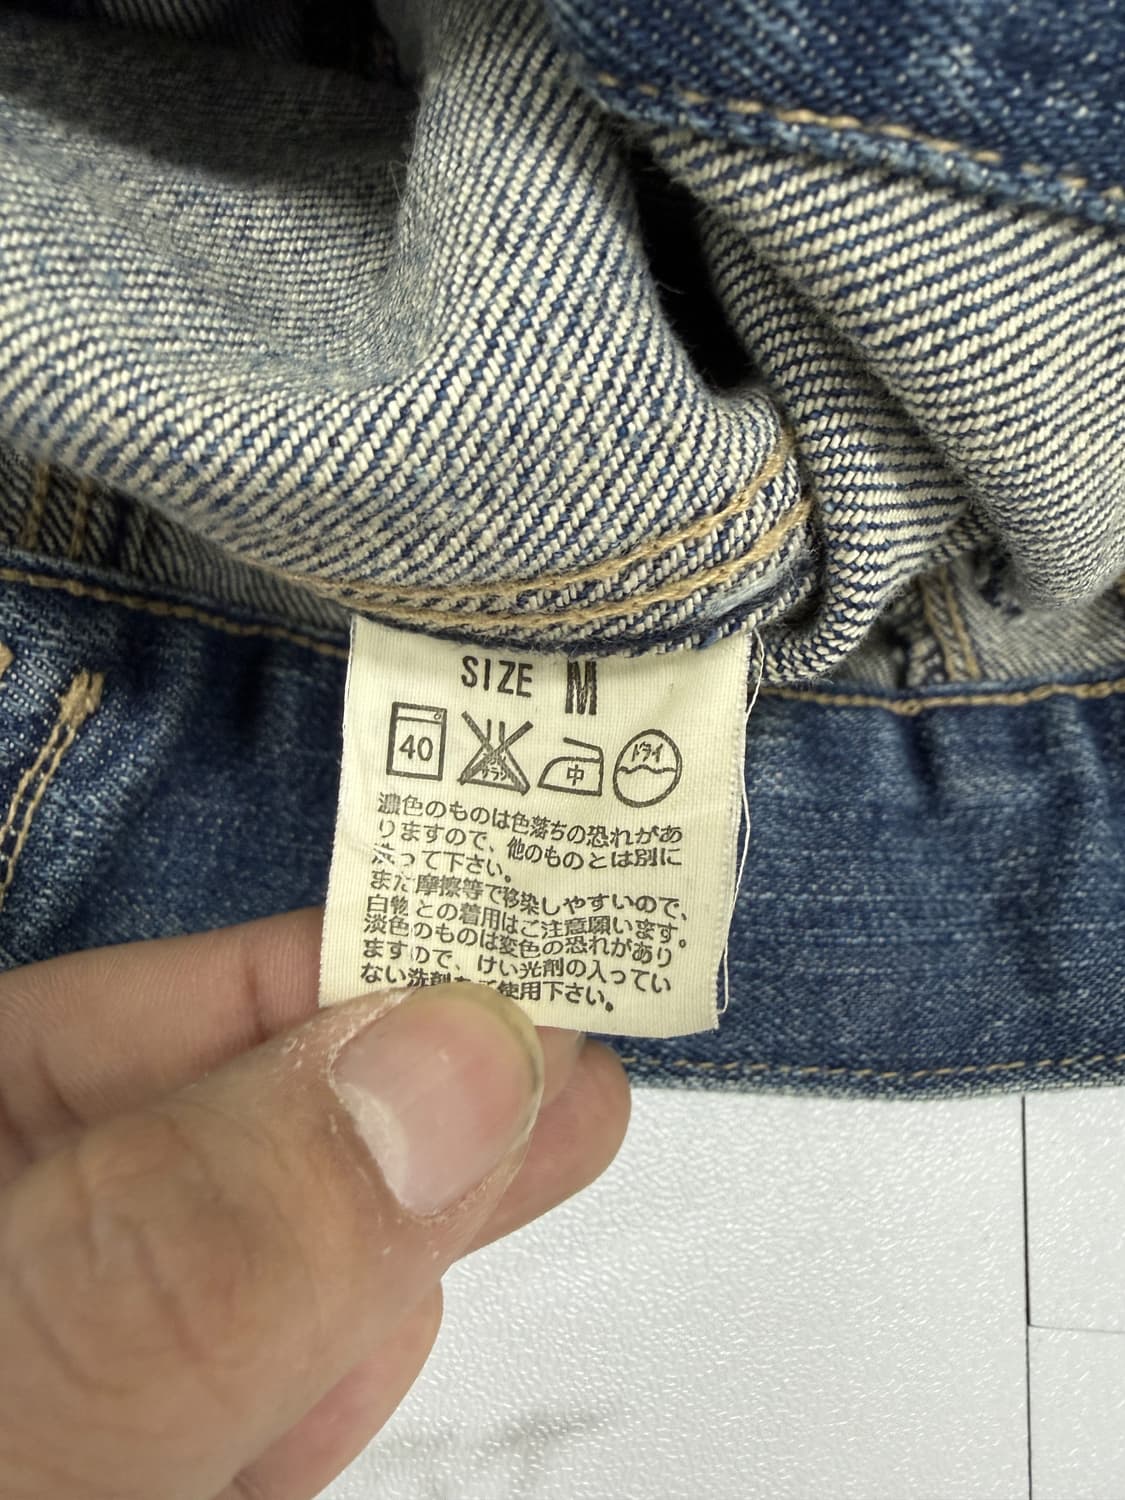 SIZE M
40 エンソサラシ 中 ドライ
濃色のものは色落ちの恐れがあ
りますので、他のものとは別に
洗って下さい。
また摩擦等で移染しやすいので、
白物との着用はご注意願います。
淡色のものは変色の恐れがあり
ますので、けい光剤の入ってい
ない洗剤をご使用下さい。